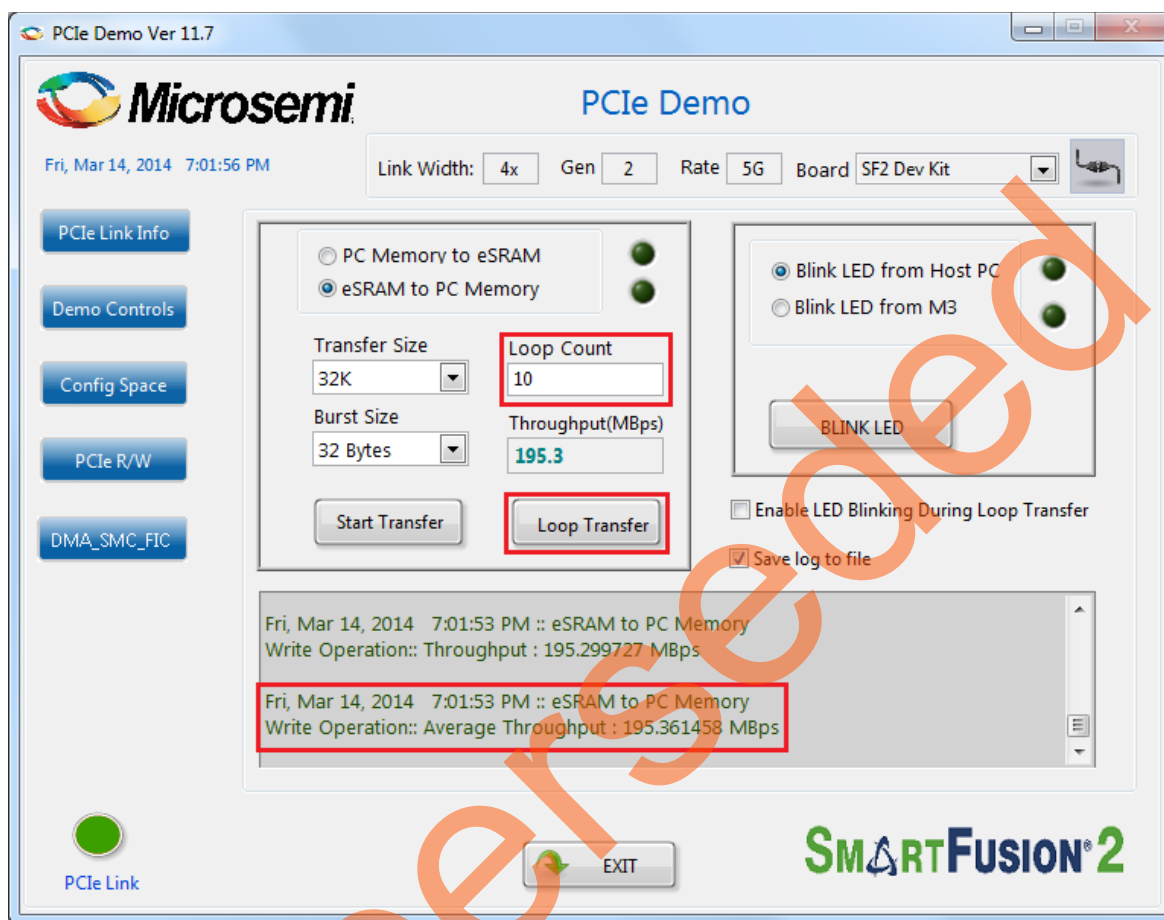 PCIe Demo Ver 11.7
Microsemi
PCIe Demo
Fri, Mar 14, 2014 7:01:56 PM
Link Width: 4x Gen 2 Rate 5G Board SF2 Dev Kit
PCIe Link Info
Demo Controls
Config Space
PCIe R/W
DMA_SMC_FIC
PC Memory to eSRAM
eSRAM to PC Memory
Transfer Size
32K
Loop Count
10
Burst Size
32 Bytes
Throughput(MBps)
195.3
Start Transfer
Loop Transfer
Blink LED from Host PC
Blink LED from M3
BLINK LED
Enable LED Blinking During Loop Transfer
Save log to file
Fri, Mar 14, 2014 7:01:53 PM :: eSRAM to PC Memory
Write Operation:: Throughput : 195.299727 MBps
Fri, Mar 14, 2014 7:01:53 PM :: eSRAM to PC Memory
Write Operation:: Average Throughput : 195.361458 MBps
PCIe Link
EXIT
SMARTFUSION®2
erseded